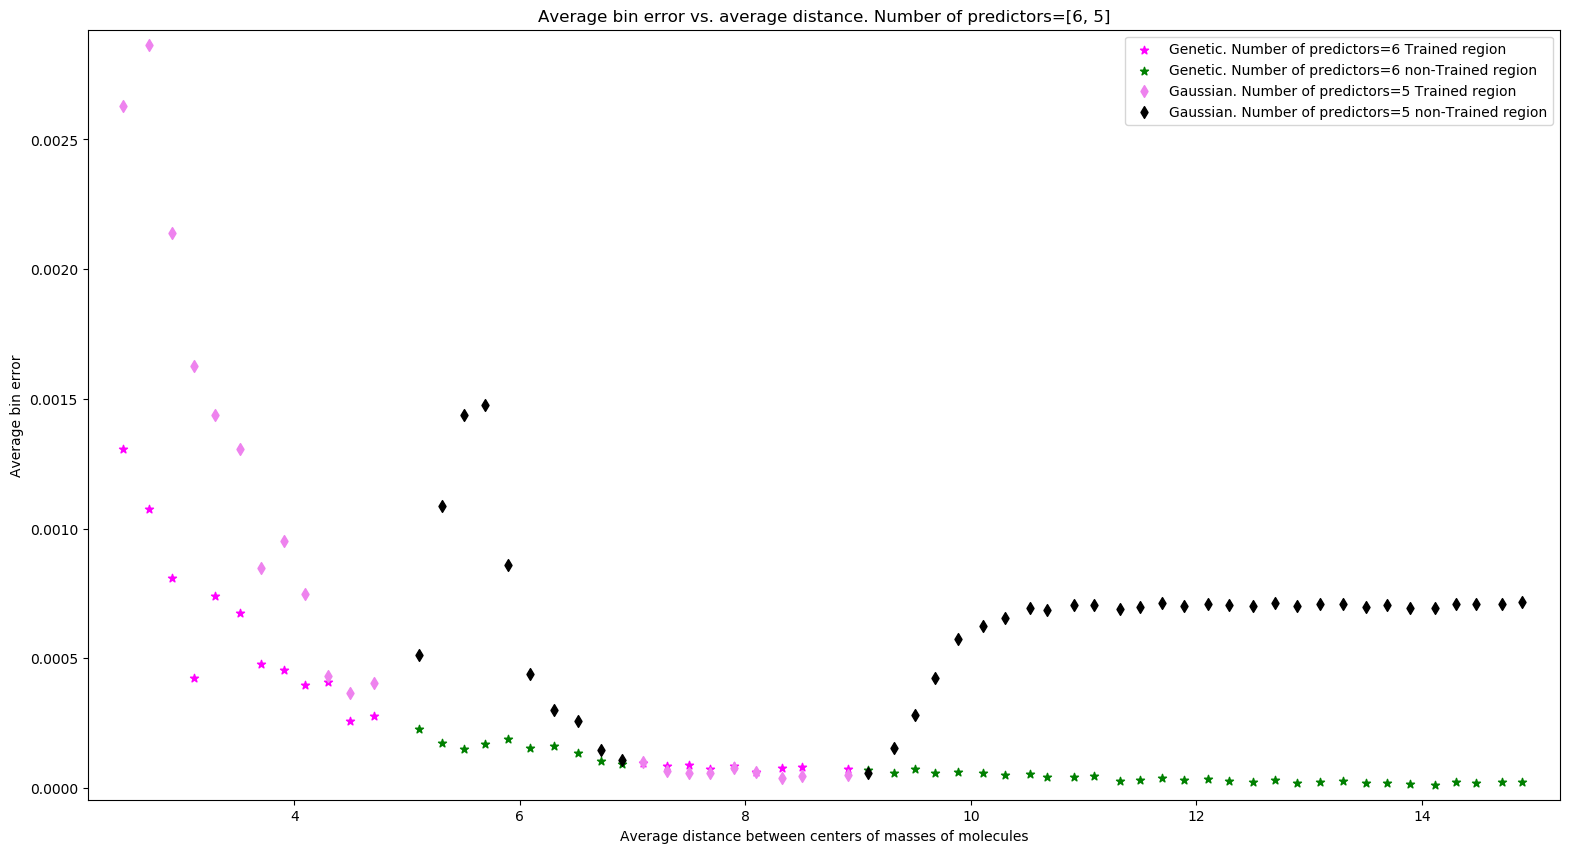 Average bin error vs. average distance. Number of predictors=[6, 5]
Genetic. Number of predictors=6 Trained region
Genetic. Number of predictors=6 non-Trained region
Gaussian. Number of predictors=5 Trained region
Gaussian. Number of predictors=5 non-Trained region
Average bin error
0.0025
0.0020
0.0015
0.0010
0.0005
0.0000
4 6 8 10 12 14
Average distance between centers of masses of molecules